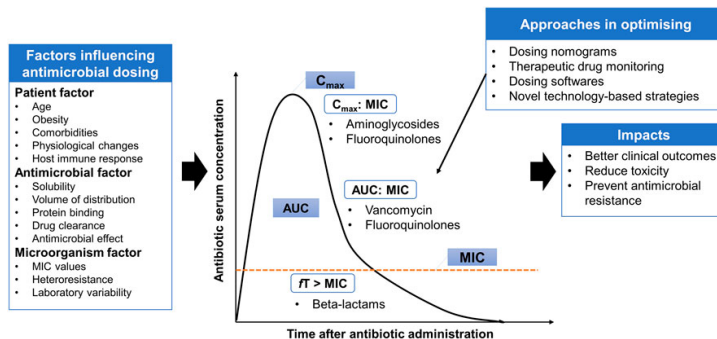 Factors influencing
antimicrobial dosing
Patient factor
• Age
• Obesity
• Comorbidities
• Physiological changes
• Host immune response
Antimicrobial factor
• Solubility
• Volume of distribution
• Protein binding
• Drug clearance
• Antimicrobial effect
Microorganism factor
• MIC values
• Heteroresistance
• Laboratory variability
Antibiotic serum concentration
Cmax
Cmax: MIC
• Aminoglycosides
• Fluoroquinolones
AUC
AUC: MIC
• Vancomycin
• Fluoroquinolones
MIC
fT > MIC
• Beta-lactams
Time after antibiotic administration
Approaches in optimising
• Dosing nomograms
• Therapeutic drug monitoring
• Dosing softwares
• Novel technology-based strategies
Impacts
• Better clinical outcomes
• Reduce toxicity
• Prevent antimicrobial
resistance